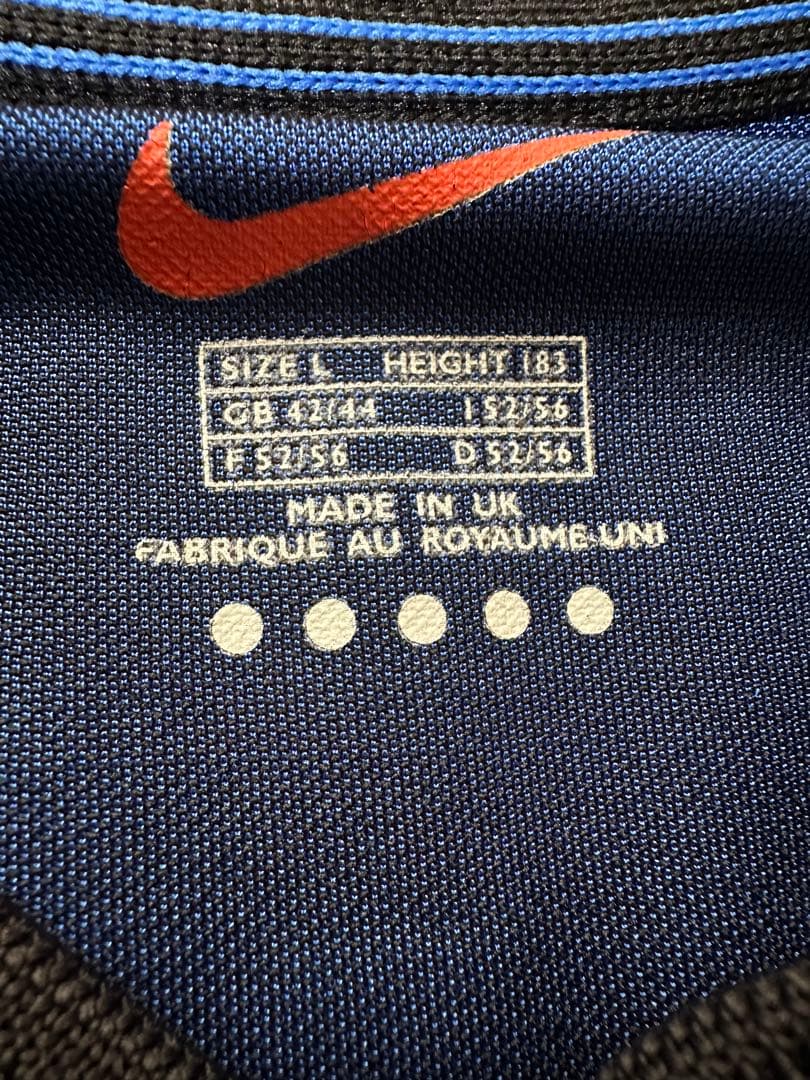 SIZE L HEIGHT 183
GB 42/44 I 52/56
F 52/56 D 52/56
MADE IN UK
FABRIQUE AU ROYAUME-UNI